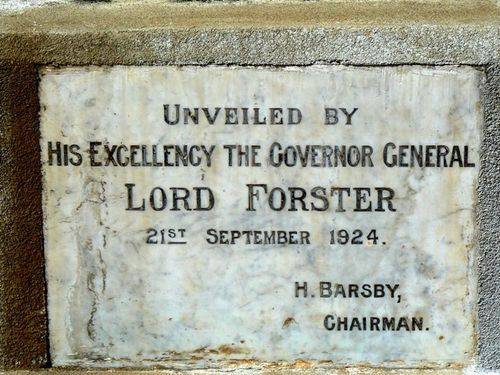 UNVEILED BY
HIS EXCELLENCY THE GOVERNOR GENERAL
LORD FORSTER
21ST SEPTEMBER 1924.
H. BARSBY,
CHAIRMAN.